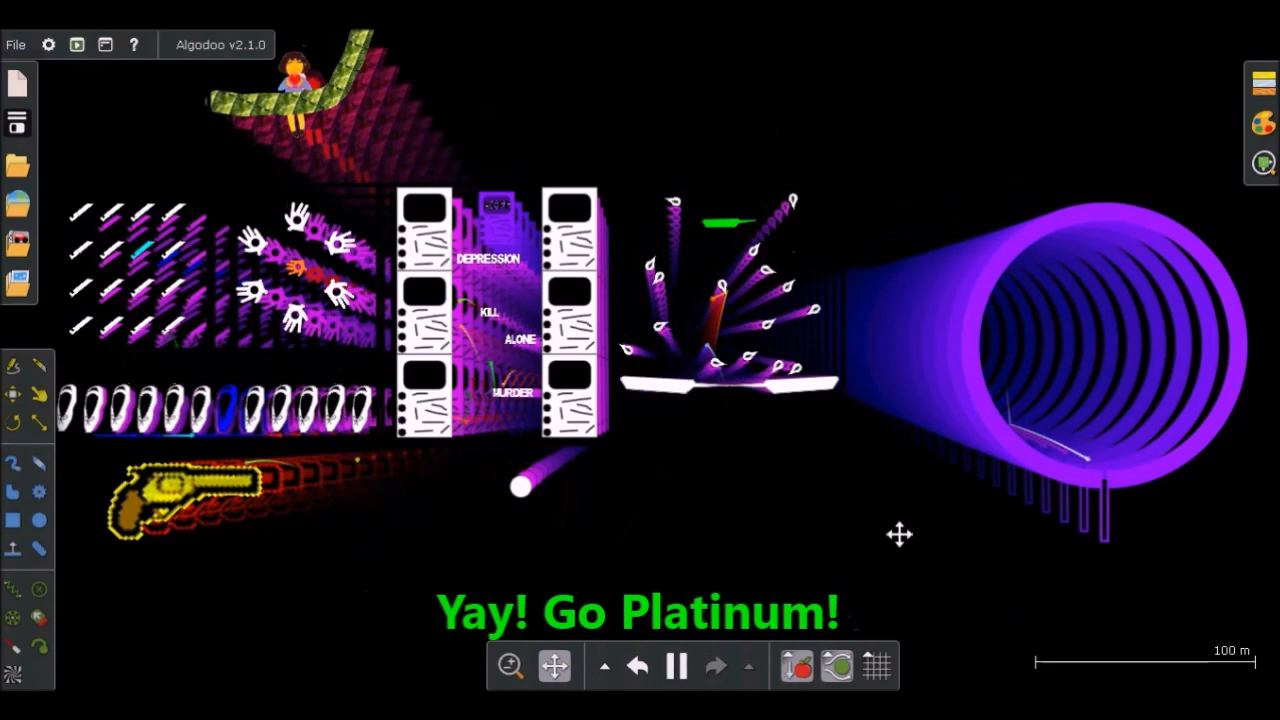 File
?
Algodoo v2.1.0
DEPRESSION
KILL
ALONE
MURDER
Yay! Go Platinum!
100 m